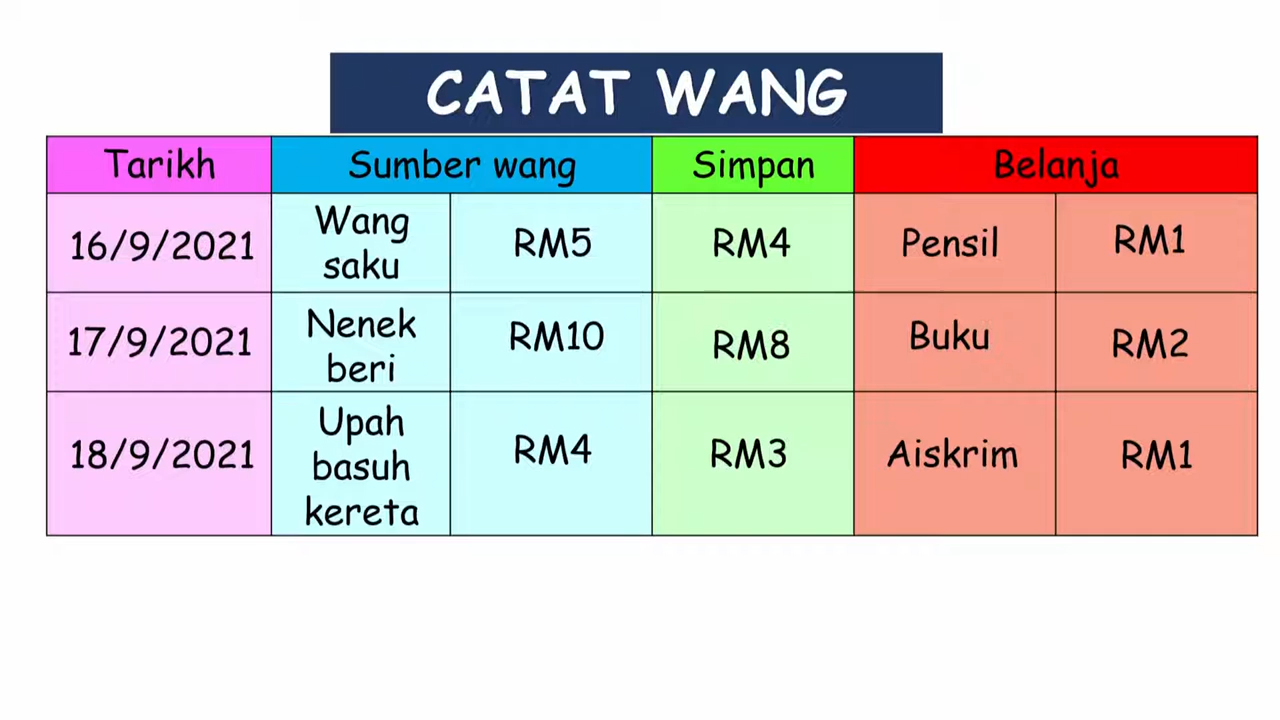 CATAT WANG
Tarikh Sumber wang Simpan Belanja
16/9/2021 Wang saku RM5 RM4 Pensil RM1
17/9/2021 Nenek beri RM10 RM8 Buku RM2
18/9/2021 Upah basuh kereta RM4 RM3 Aiskrim RM1